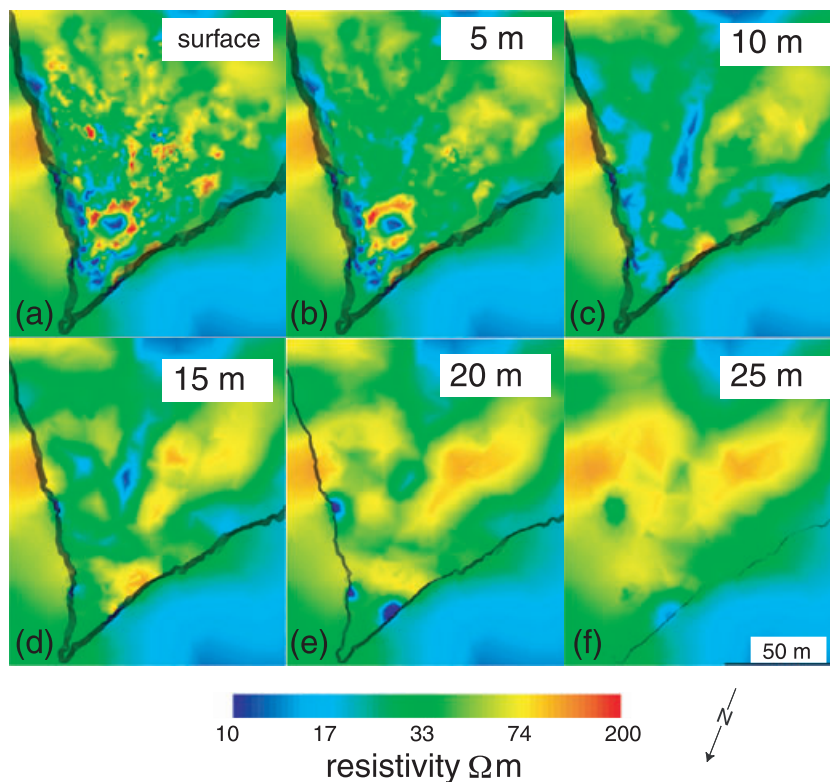 surface
5 m
10 m
(a)
(b)
(c)
15 m
20 m
25 m
(d)
(e)
(f)
50 m
10
17
33
74
200
resistivity Ωm
N